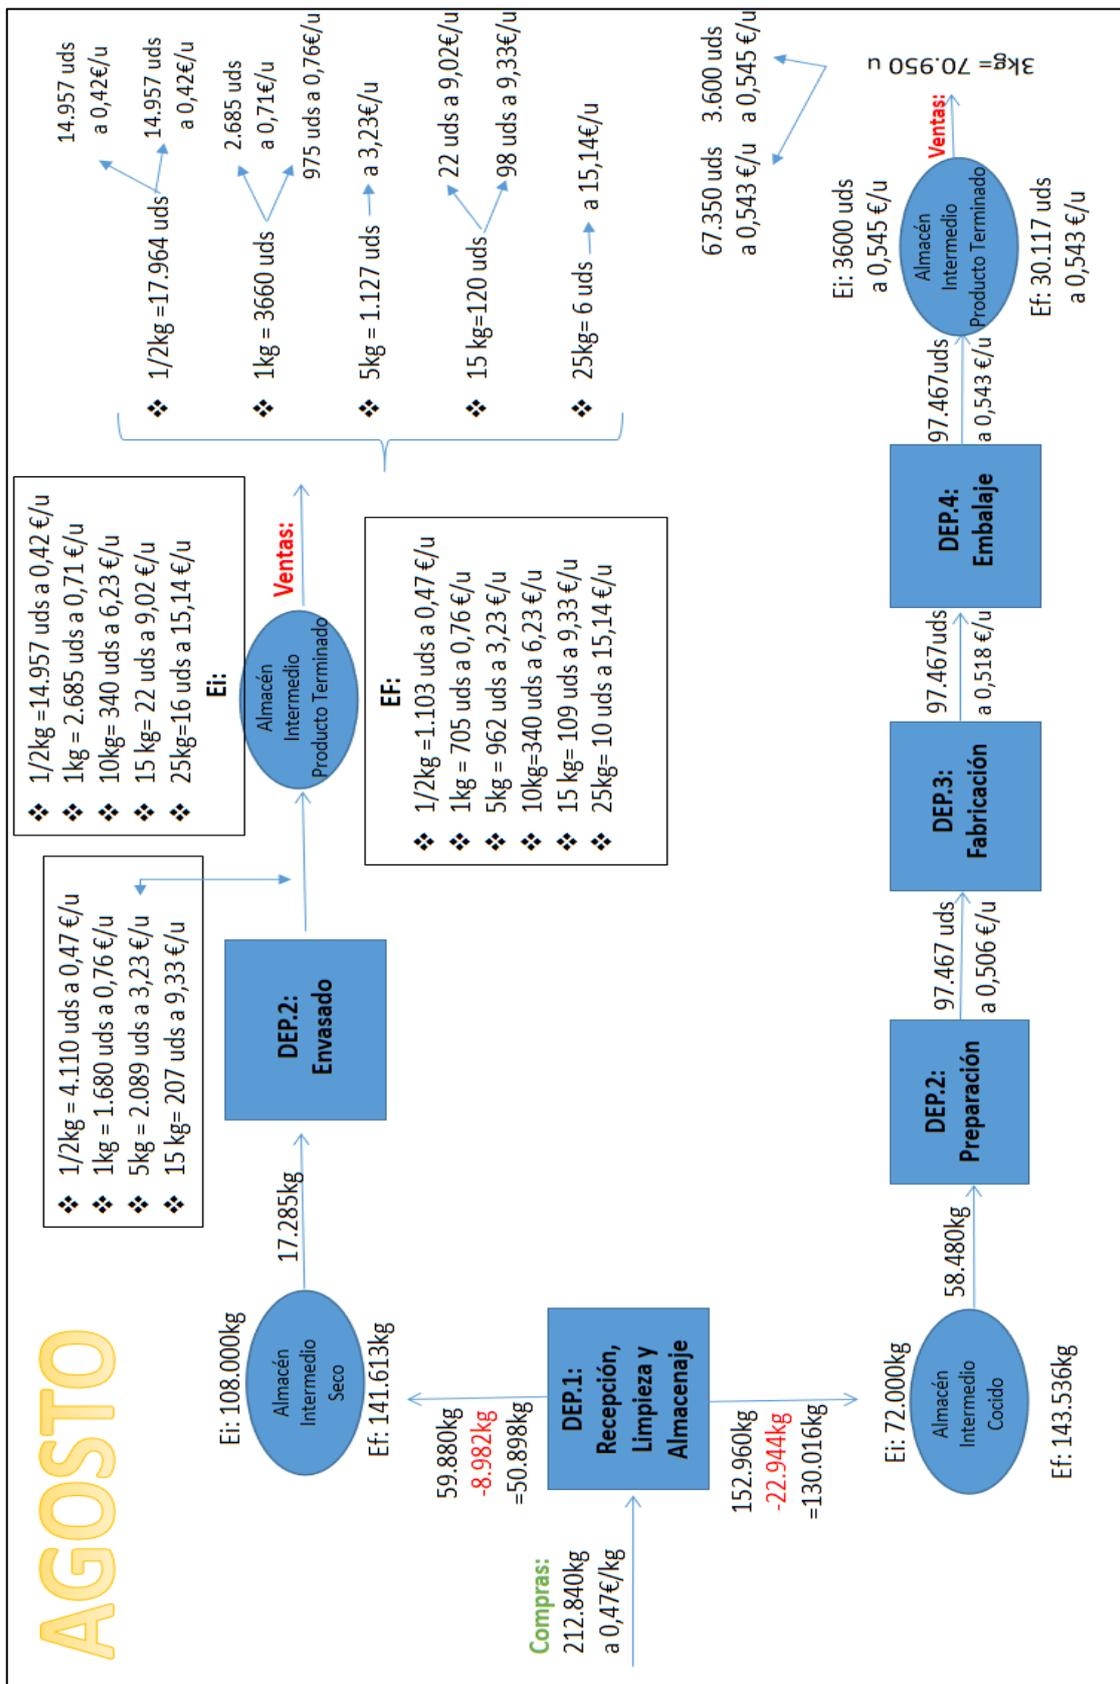 AGOSTO
Compras:
212.840kg
a 0,47€/kg
DEP.1:
Recepción,
Limpieza y
Almacenaje
59.880kg
-8.982kg
=50.898kg
152.960kg
-22.944kg
=130.016kg
Ei: 108.000kg
Almacén
Intermedio
Seco
Ef: 141.613kg
17.285kg
DEP.2:
Envasado
❖ 1/2kg = 4.110 uds a 0,47 €/u
❖ 1kg = 1.680 uds a 0,76 €/u
❖ 5kg = 2.089 uds a 3,23 €/u
❖ 15 kg= 207 uds a 9,33 €/u
❖ 1/2kg =14.957 uds a 0,42 €/u
❖ 1kg = 2.685 uds a 0,71 €/u
❖ 10kg= 340 uds a 6,23 €/u
❖ 15 kg= 22 uds a 9,02 €/u
❖ 25kg=16 uds a 15,14 €/u
Ei:
Almacén
Intermedio
Producto Terminado
EF:
❖ 1/2kg =1.103 uds a 0,47 €/u
❖ 1kg = 705 uds a 0,76 €/u
❖ 5kg = 962 uds a 3,23 €/u
❖ 10kg=340 uds a 6,23 €/u
❖ 15 kg= 109 uds a 9,33 €/u
❖ 25kg= 10 uds a 15,14 €/u
Ventas:
❖ 1/2kg =17.964 uds
14.957 uds
a 0,42€/u
14.957 uds
a 0,42€/u
❖ 1kg = 3660 uds
2.685 uds
a 0,71€/u
975 uds a 0,76€/u
❖ 5kg = 1.127 uds a 3,23€/u
❖ 15 kg=120 uds
22 uds a 9,02€/u
98 uds a 9,33€/u
❖ 25kg= 6 uds a 15,14€/u
Ei: 72.000kg
Almacén
Intermedio
Cocido
Ef: 143.536kg
58.480kg
DEP.2:
Preparación
97.467 uds
a 0,506 €/u
DEP.3:
Fabricación
97.467uds
a 0,518 €/u
DEP.4:
Embalaje
97.467uds
a 0,543 €/u
Ei: 3600 uds
a 0,545 €/u
Almacén
Intermedio
Producto Terminado
Ef: 30.117 uds
a 0,543 €/u
Ventas:
3kg= 70.950 u
67.350 uds
a 0,543 €/u
3.600 uds
a 0,545 €/u